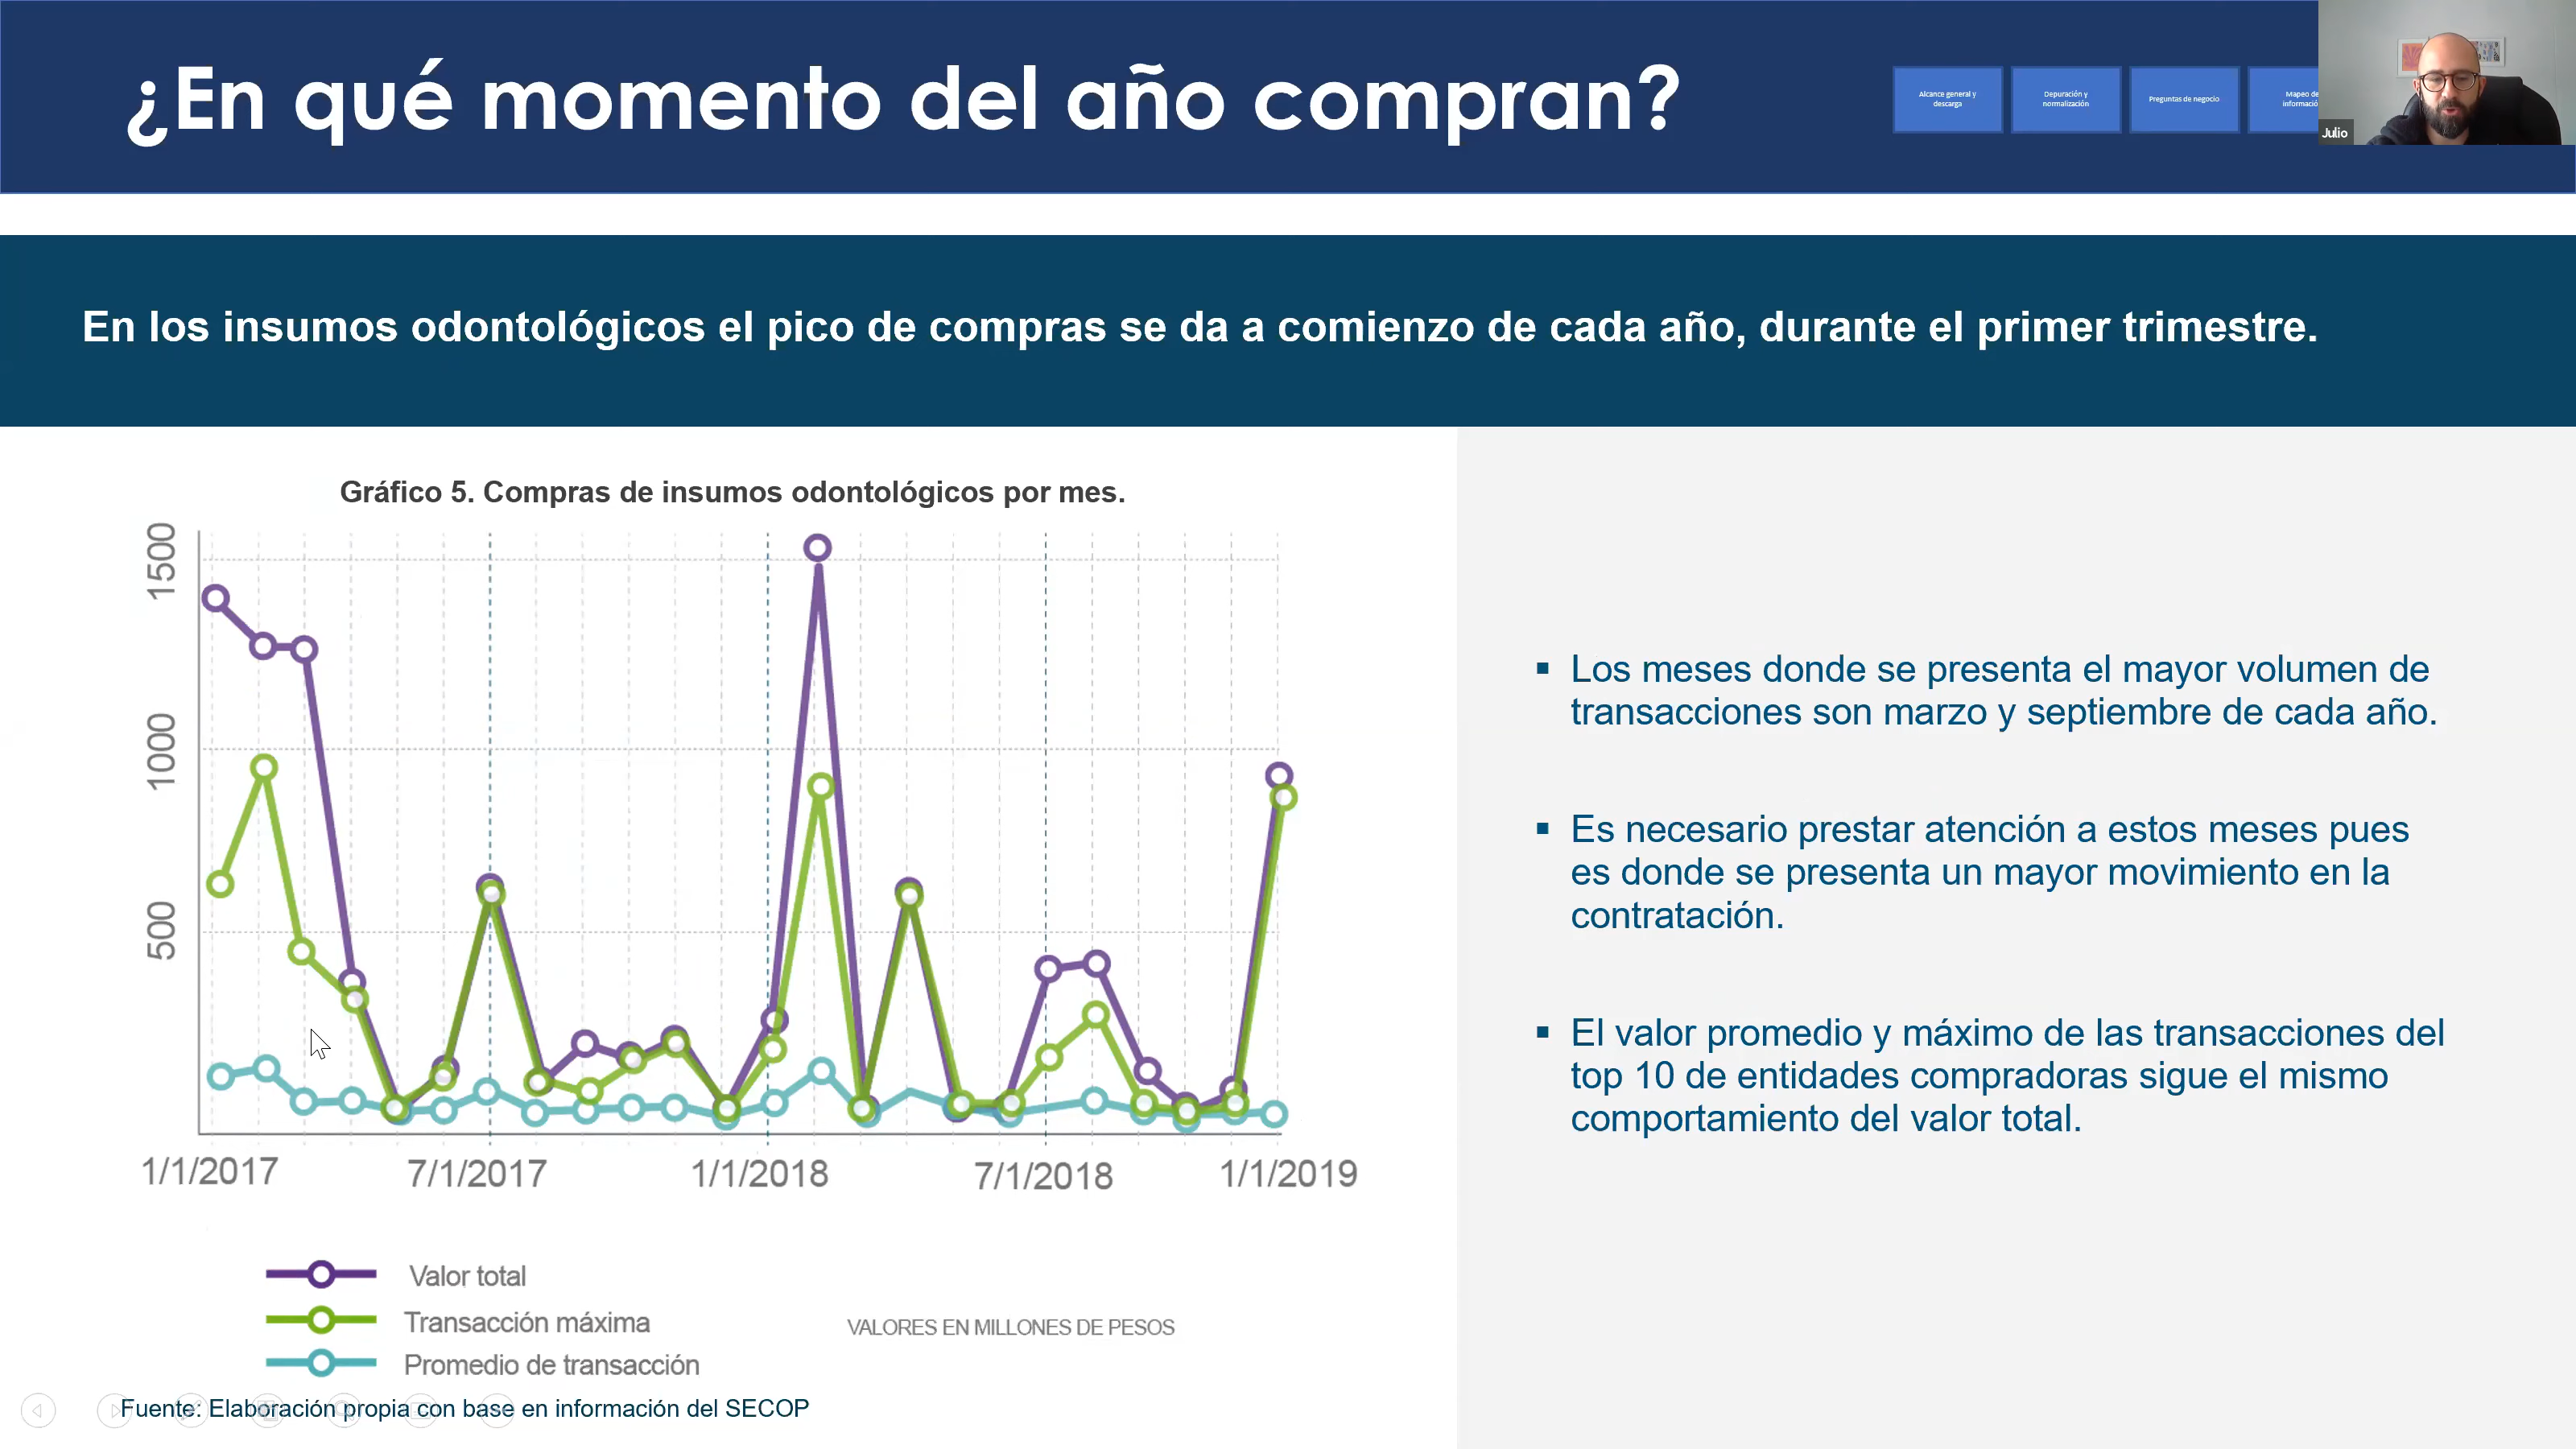 ¿En qué momento del año compran?
Alcance general y
descarga
Depuración y
normalización
Preguntas de negocio
Mapeo de
informació
Julio
En los insumos odontológicos el pico de compras se da a comienzo de cada año, durante el primer trimestre.
Gráfico 5. Compras de insumos odontológicos por mes.
1500
1000
500
1/1/2017
7/1/2017
1/1/2018
7/1/2018
1/1/2019
Valor total
Transacción máxima
Promedio de transacción
VALORES EN MILLONES DE PESOS
Fuente: Elaboración propia con base en información del SECOP
▪ Los meses donde se presenta el mayor volumen de
transacciones son marzo y septiembre de cada año.
▪ Es necesario prestar atención a estos meses pues
es donde se presenta un mayor movimiento en la
contratación.
▪ El valor promedio y máximo de las transacciones del
top 10 de entidades compradoras sigue el mismo
comportamiento del valor total.